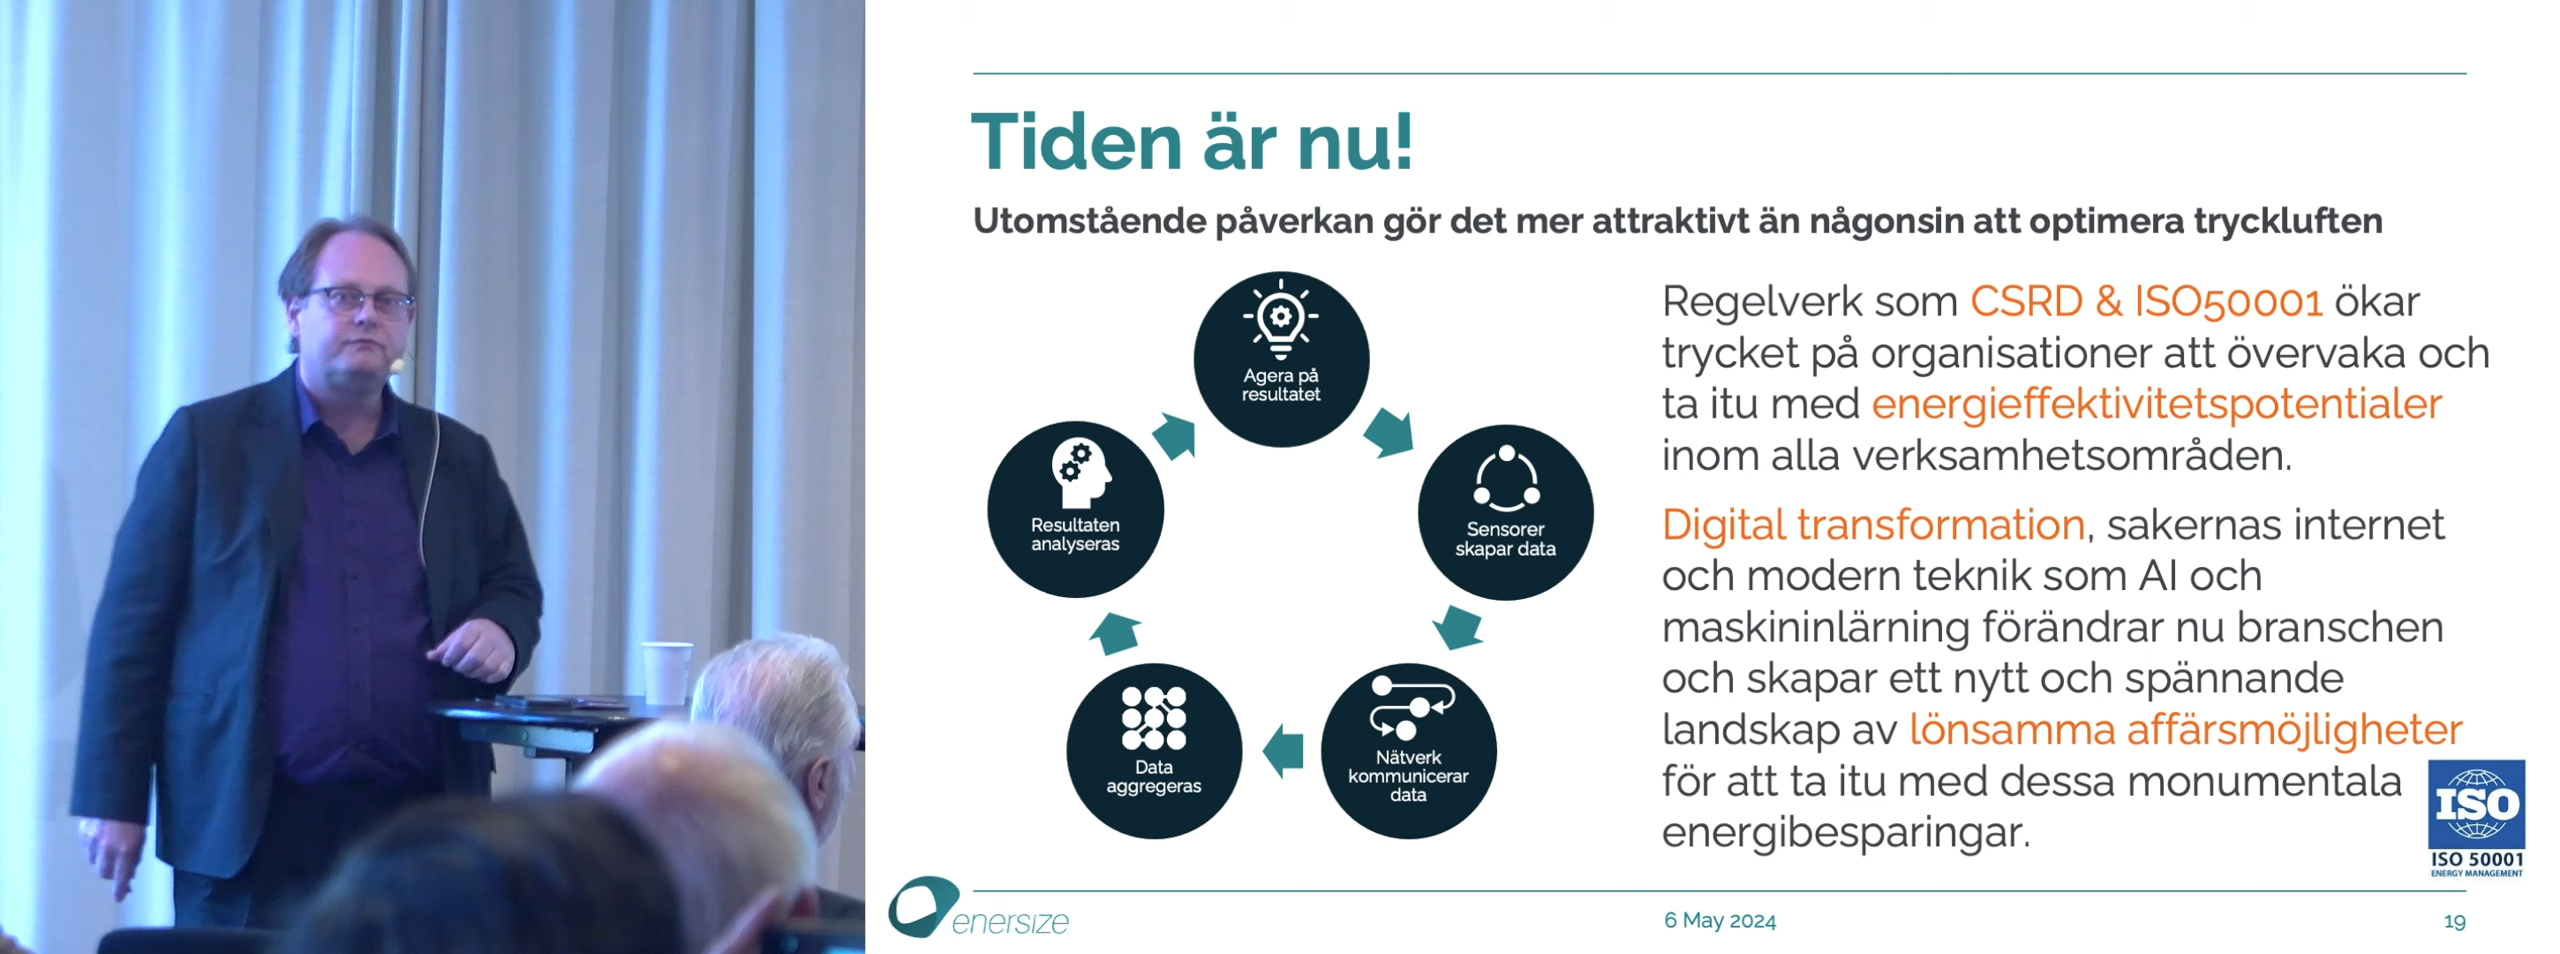 Tiden är nu!
Utomstående påverkan gör det mer attraktivt än någonsin att optimera tryckluften
Agera på
resultatet
Sensorer
skapar data
Nätverk
kommunicerar
data
Data
aggregeras
Resultaten
analyseras
Regelverk som CSRD & ISO50001 ökar
trycket på organisationer att övervaka och
ta itu med energieffektivitetspotentialer
inom alla verksamhetsområden.
Digital transformation, sakernas internet
och modern teknik som AI och
maskininlärning förändrar nu branschen
och skapar ett nytt och spännande
landskap av lönsamma affärsmöjligheter
för att ta itu med dessa monumentala
energibesparingar.
ISO
ISO 50001
ENERGY MANAGEMENT
enersize
6 May 2024
19